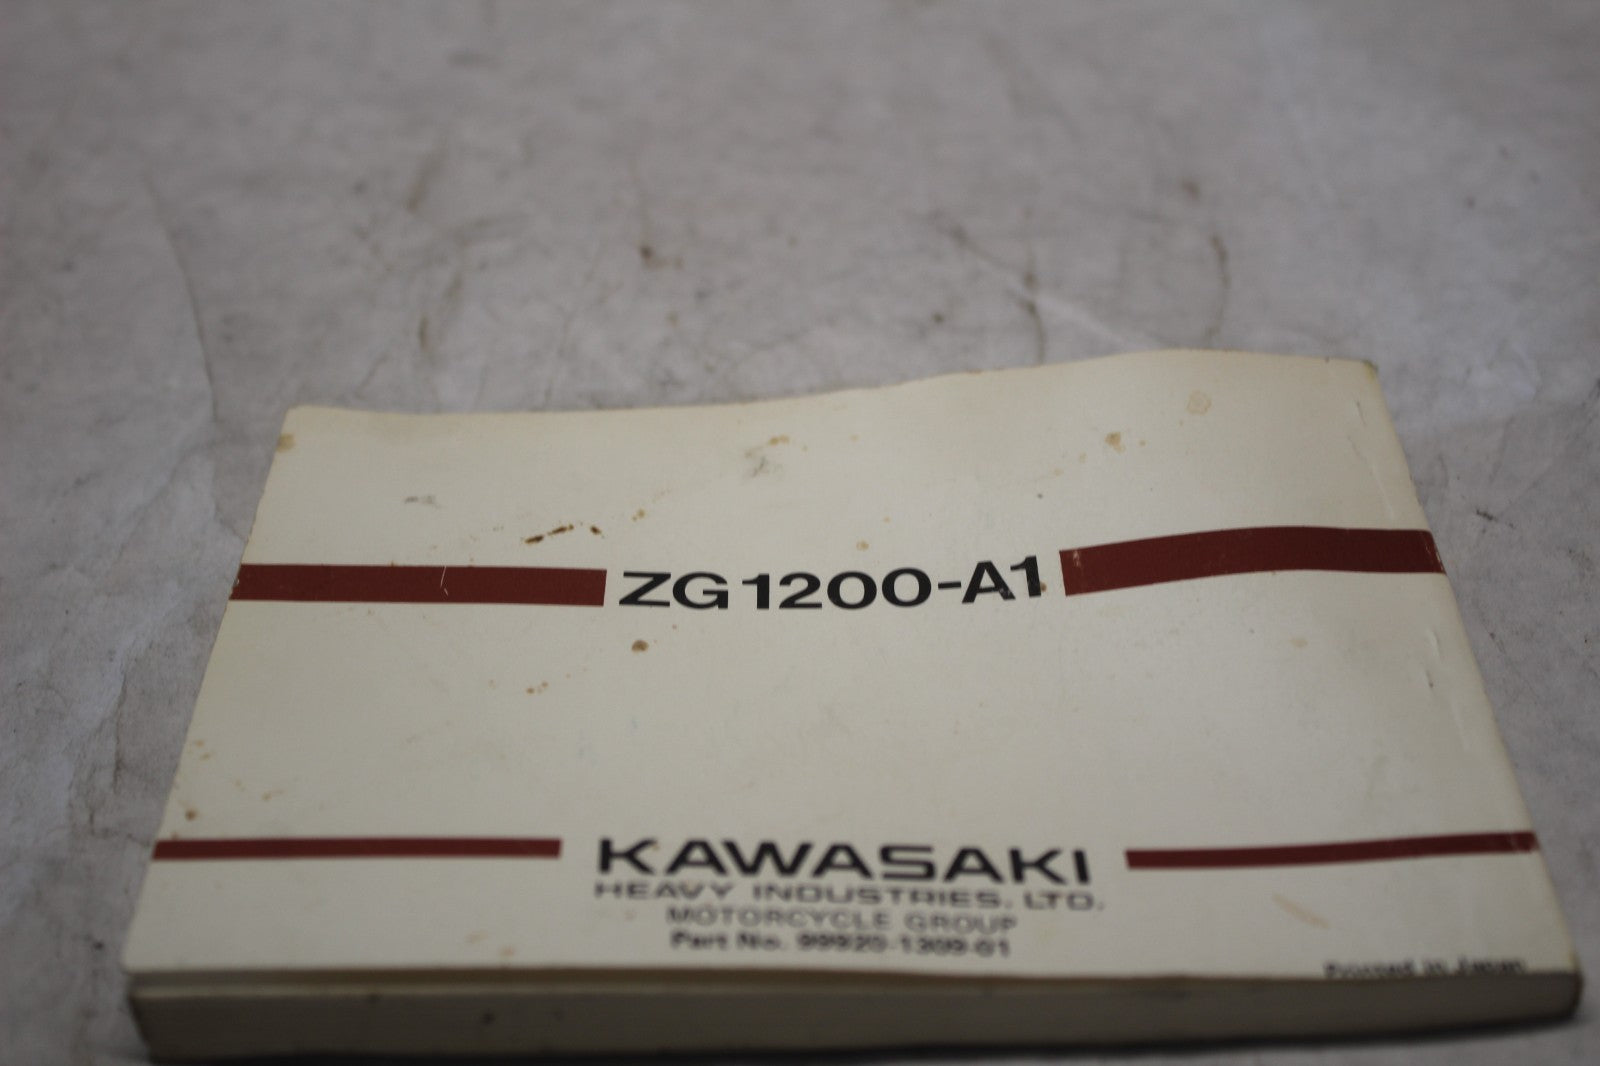 ZG1200-A1
KAWASAKI
HEAVY INDUSTRIES, LTD.
MOTORCYCLE GROUP
Part No. 99920-1309-01
Printed in Japan